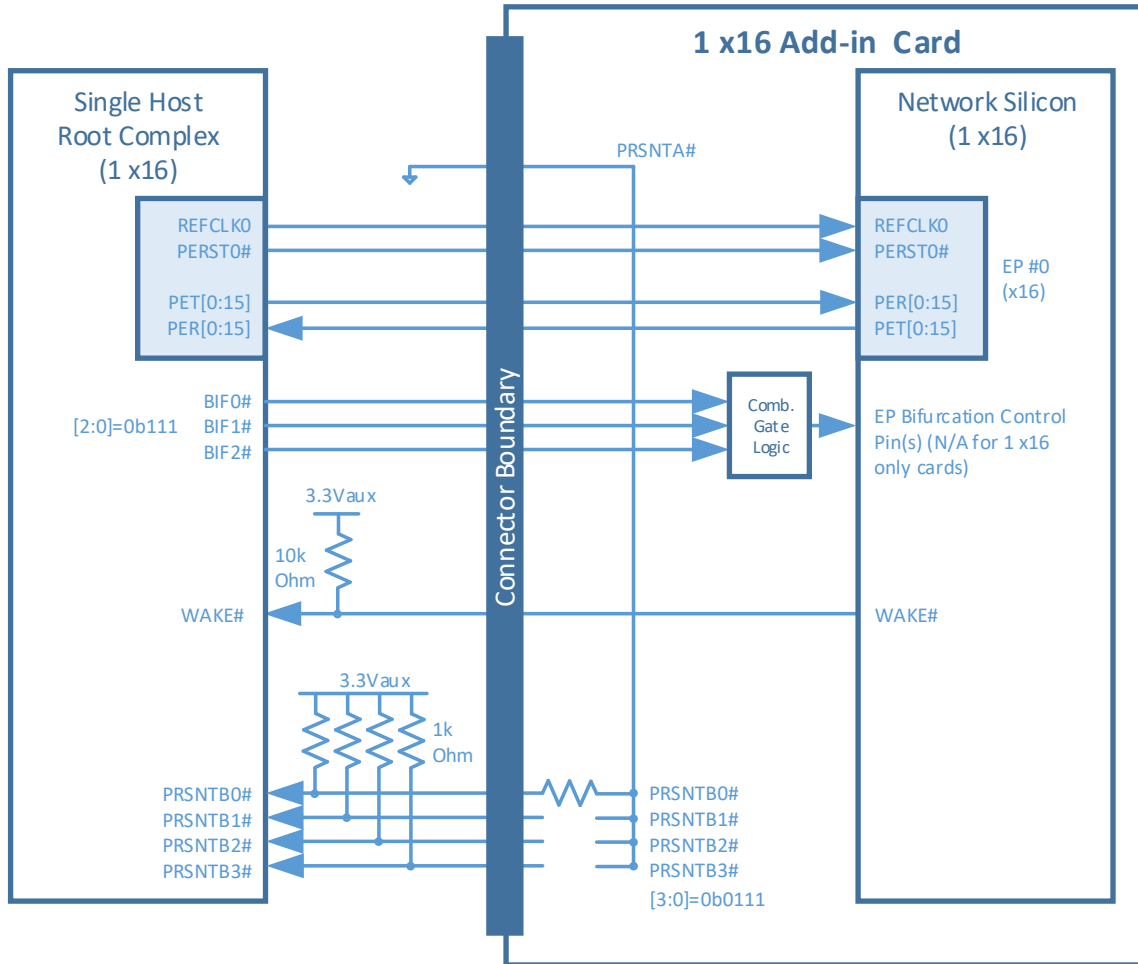 1 x16 Add-in Card
Single Host
Root Complex
(1 x16)
Network Silicon
(1 x16)
PRSNTA#
REFCLK0
PERST0#
PET[0:15]
PER[0:15]
REFCLK0
PERST0#
PER[0:15]
PET[0:15]
EP #0
(x16)
Connector Boundary
BIF0#
[2:0]=0b111 BIF1#
BIF2#
Comb.
Gate
Logic
EP Bifurcation Control
Pin(s) (N/A for 1 x16
only cards)
3.3Vaux
10k
Ohm
WAKE#
WAKE#
3.3Vaux
1k
Ohm
PRSNTB0#
PRSNTB1#
PRSNTB2#
PRSNTB3#
PRSNTB0#
PRSNTB1#
PRSNTB2#
PRSNTB3#
[3:0]=0b0111